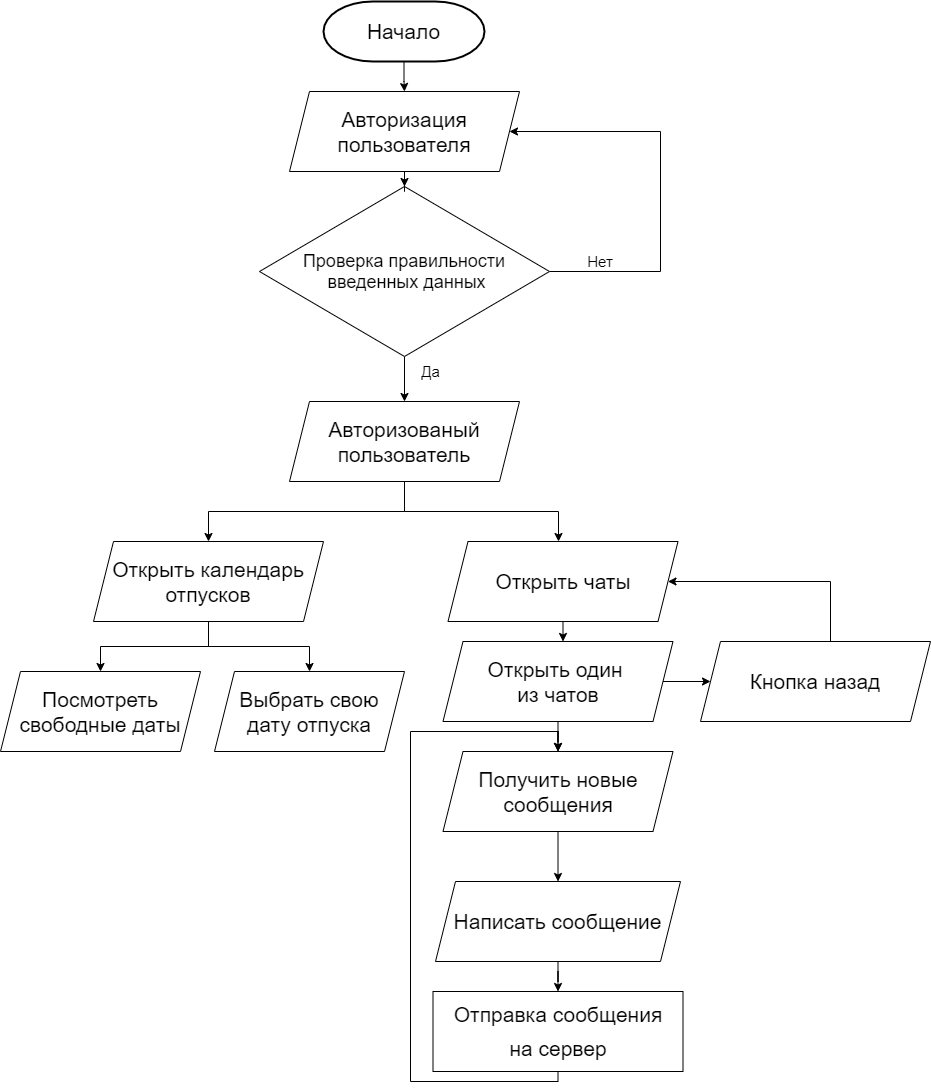 Начало
Авторизация
пользователя
Проверка правильности
введенных данных
Нет
Да
Авторизованый
пользователь
Открыть календарь
отпусков
Открыть чаты
Посмотреть
свободные даты
Выбрать свою
дату отпуска
Открыть один
из чатов
Кнопка назад
Получить новые
сообщения
Написать сообщение
Отправка сообщения
на сервер